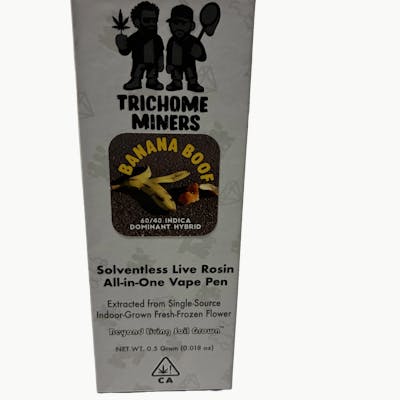 TRICHOME
MINERS
BANANA BOOF
60/40 INDICA
DOMINANT HYBRID
Solventless Live Rosin
All-in-One Vape Pen
Extracted from Single-Source
Indoor-Grown Fresh-Frozen Flower
Beyond Living Soil Grown™
NET WT. 0.5 Gram (0.018 oz)
CA